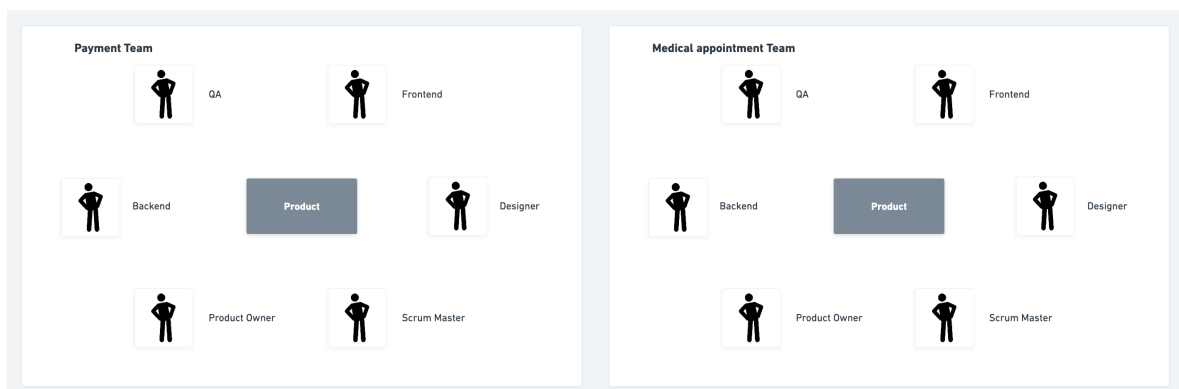 Payment Team
QA
Frontend
Backend
Product
Designer
Product Owner
Scrum Master
Medical appointment Team
QA
Frontend
Backend
Product
Designer
Product Owner
Scrum Master